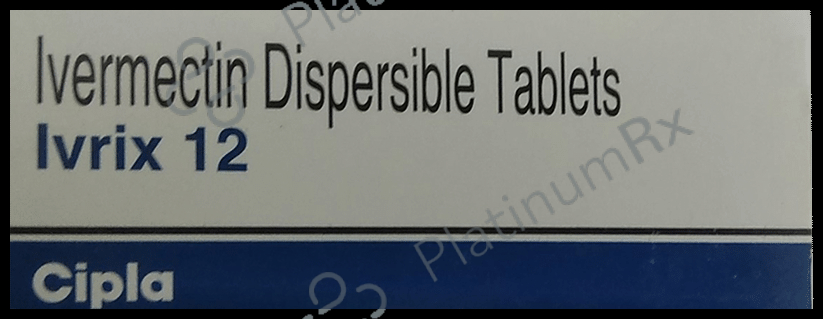 Ivermectin Dispersible Tablets
Ivrix 12
Cipla
PlatinumRx